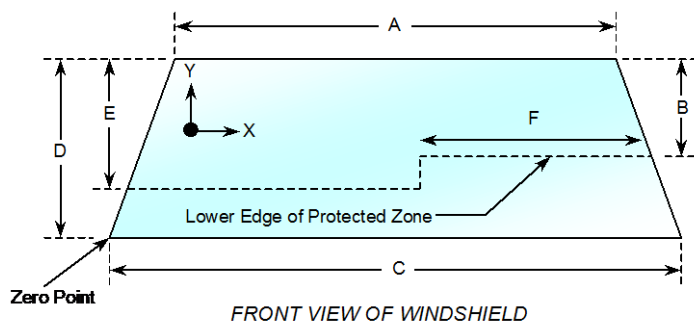 A
Y
E
B
X
F
D
Lower Edge of Protected Zone
C
Zero Point
FRONT VIEW OF WINDSHIELD